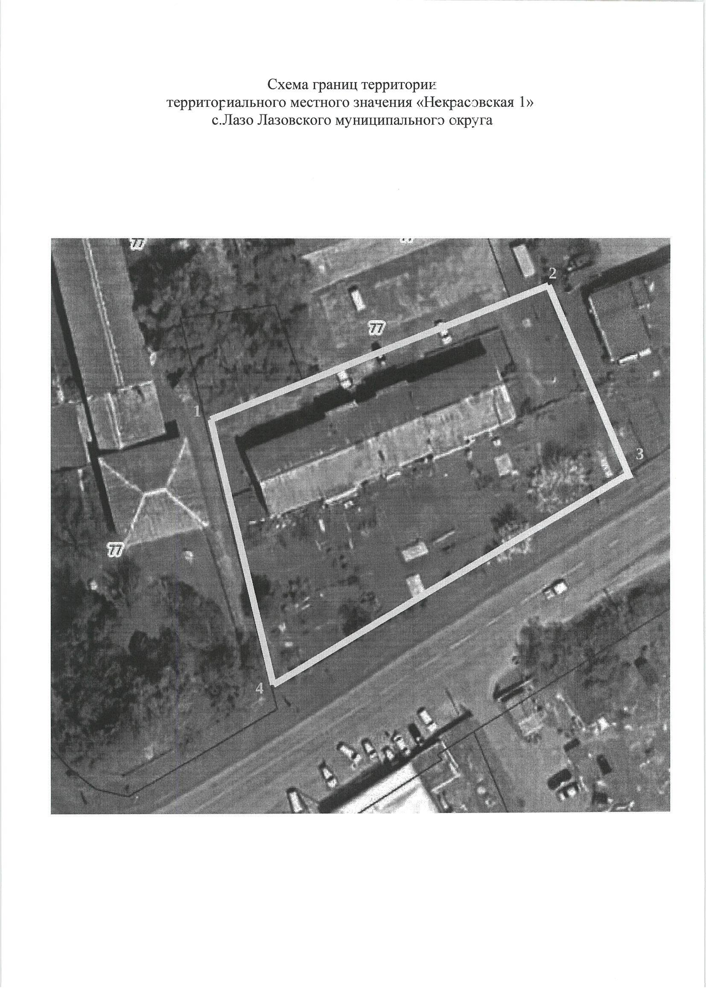 Схема границ территории
территориального местного значения «Некрасовская 1»
с.Лазо Лазовского муниципального округа
77
77
2
77
1
3
77
4